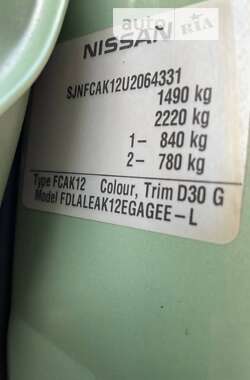 auto RIA
NISSAN
SJNFCAK12U2064331
1490 kg
2220 kg
1- 840 kg
2- 780 kg
Type FCAK12 Colour, Trim D30 G
Model FDLALEAK12EGAGEE-L